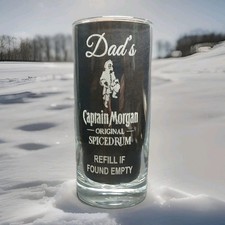 Dad's
Captain Morgan
ORIGINAL
SPICED RUM
REFILL IF
FOUND EMPTY